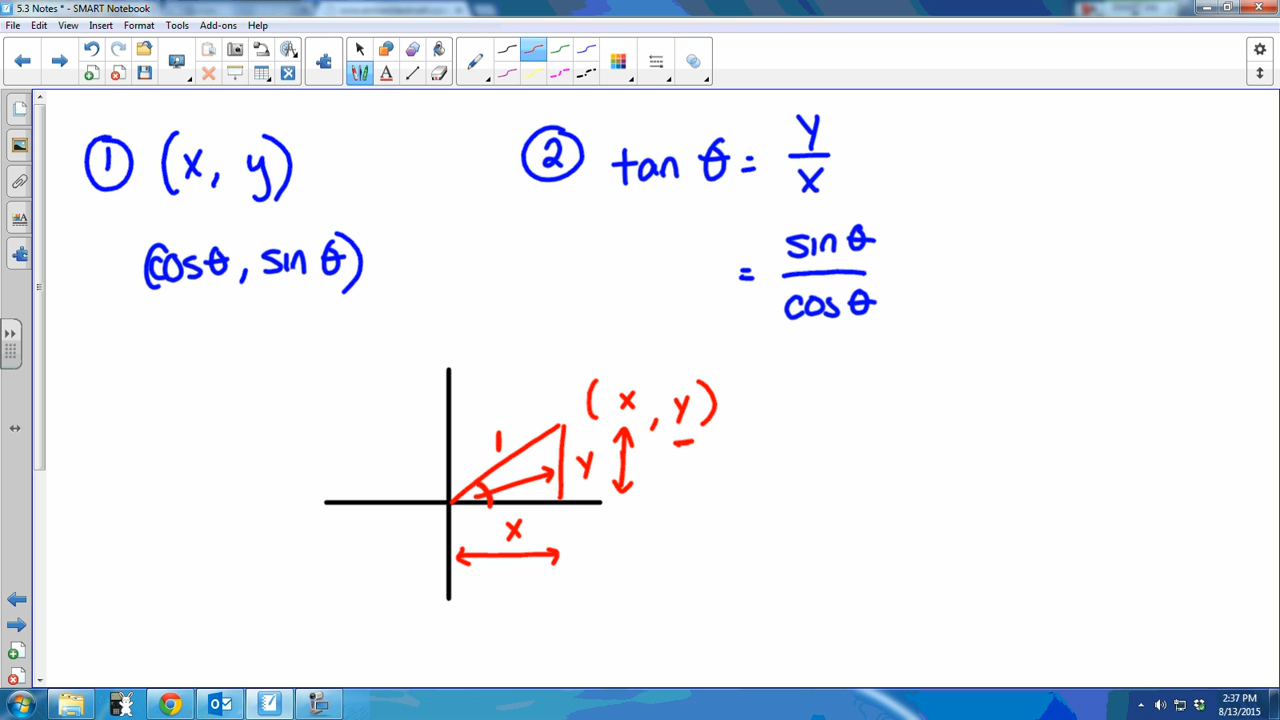 5.3 Notes * - SMART Notebook
File Edit View Insert Format Tools Add-ons Help
① (x, y)
② tan θ = y/x
(cosθ, sin θ)
= sin θ/cos θ
(x, y)
1
y
x
2:37 PM
8/13/2015